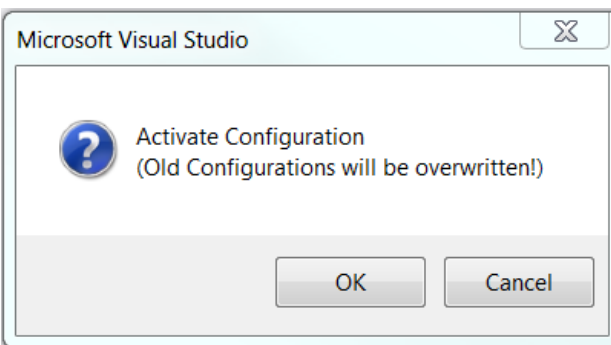 Microsoft Visual Studio
Activate Configuration
(Old Configurations will be overwritten!)
OK
Cancel